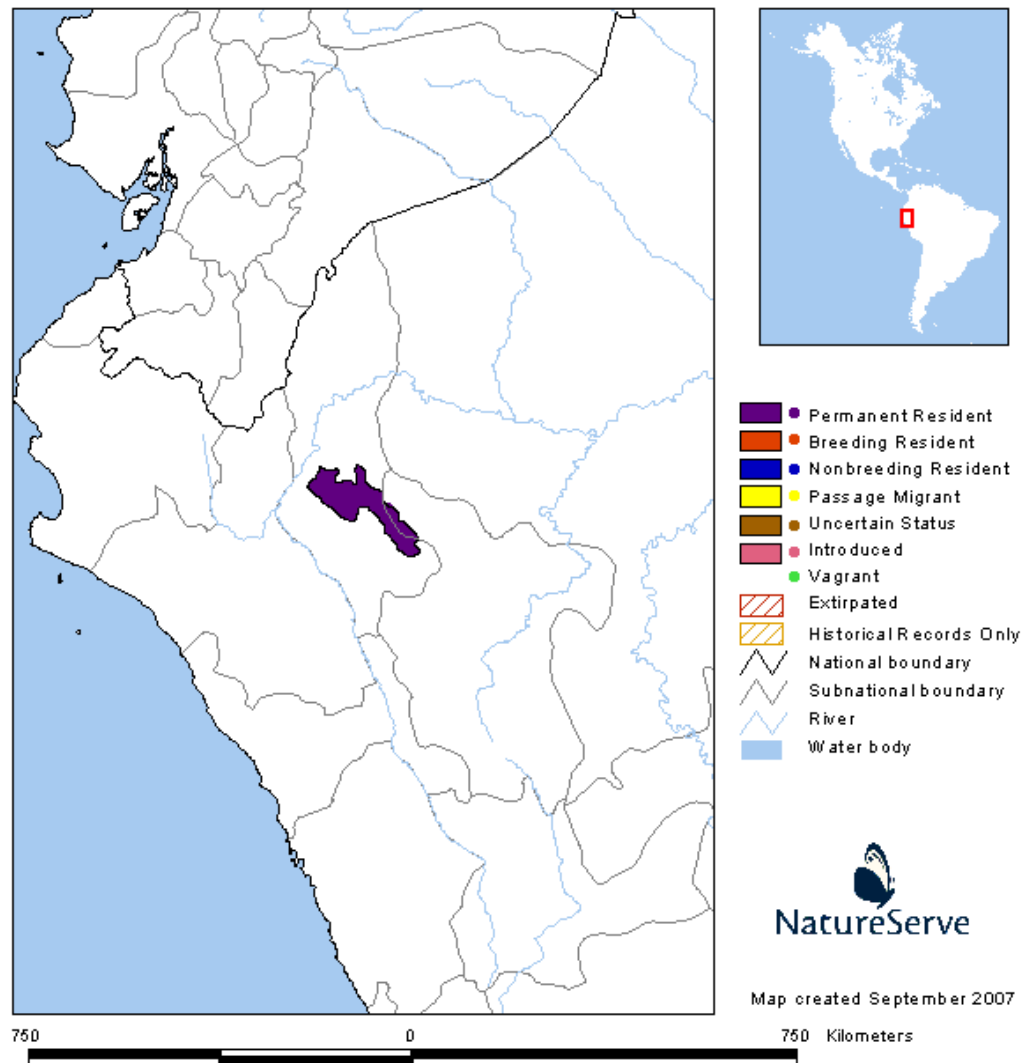 Permanent Resident
Breeding Resident
Nonbreeding Resident
Passage Migrant
Uncertain Status
Introduced
Vagrant
Extirpated
Historical Records Only
National boundary
Subnational boundary
River
Water body
NatureServe
Map created September 2007
750 0 750 Kilometers